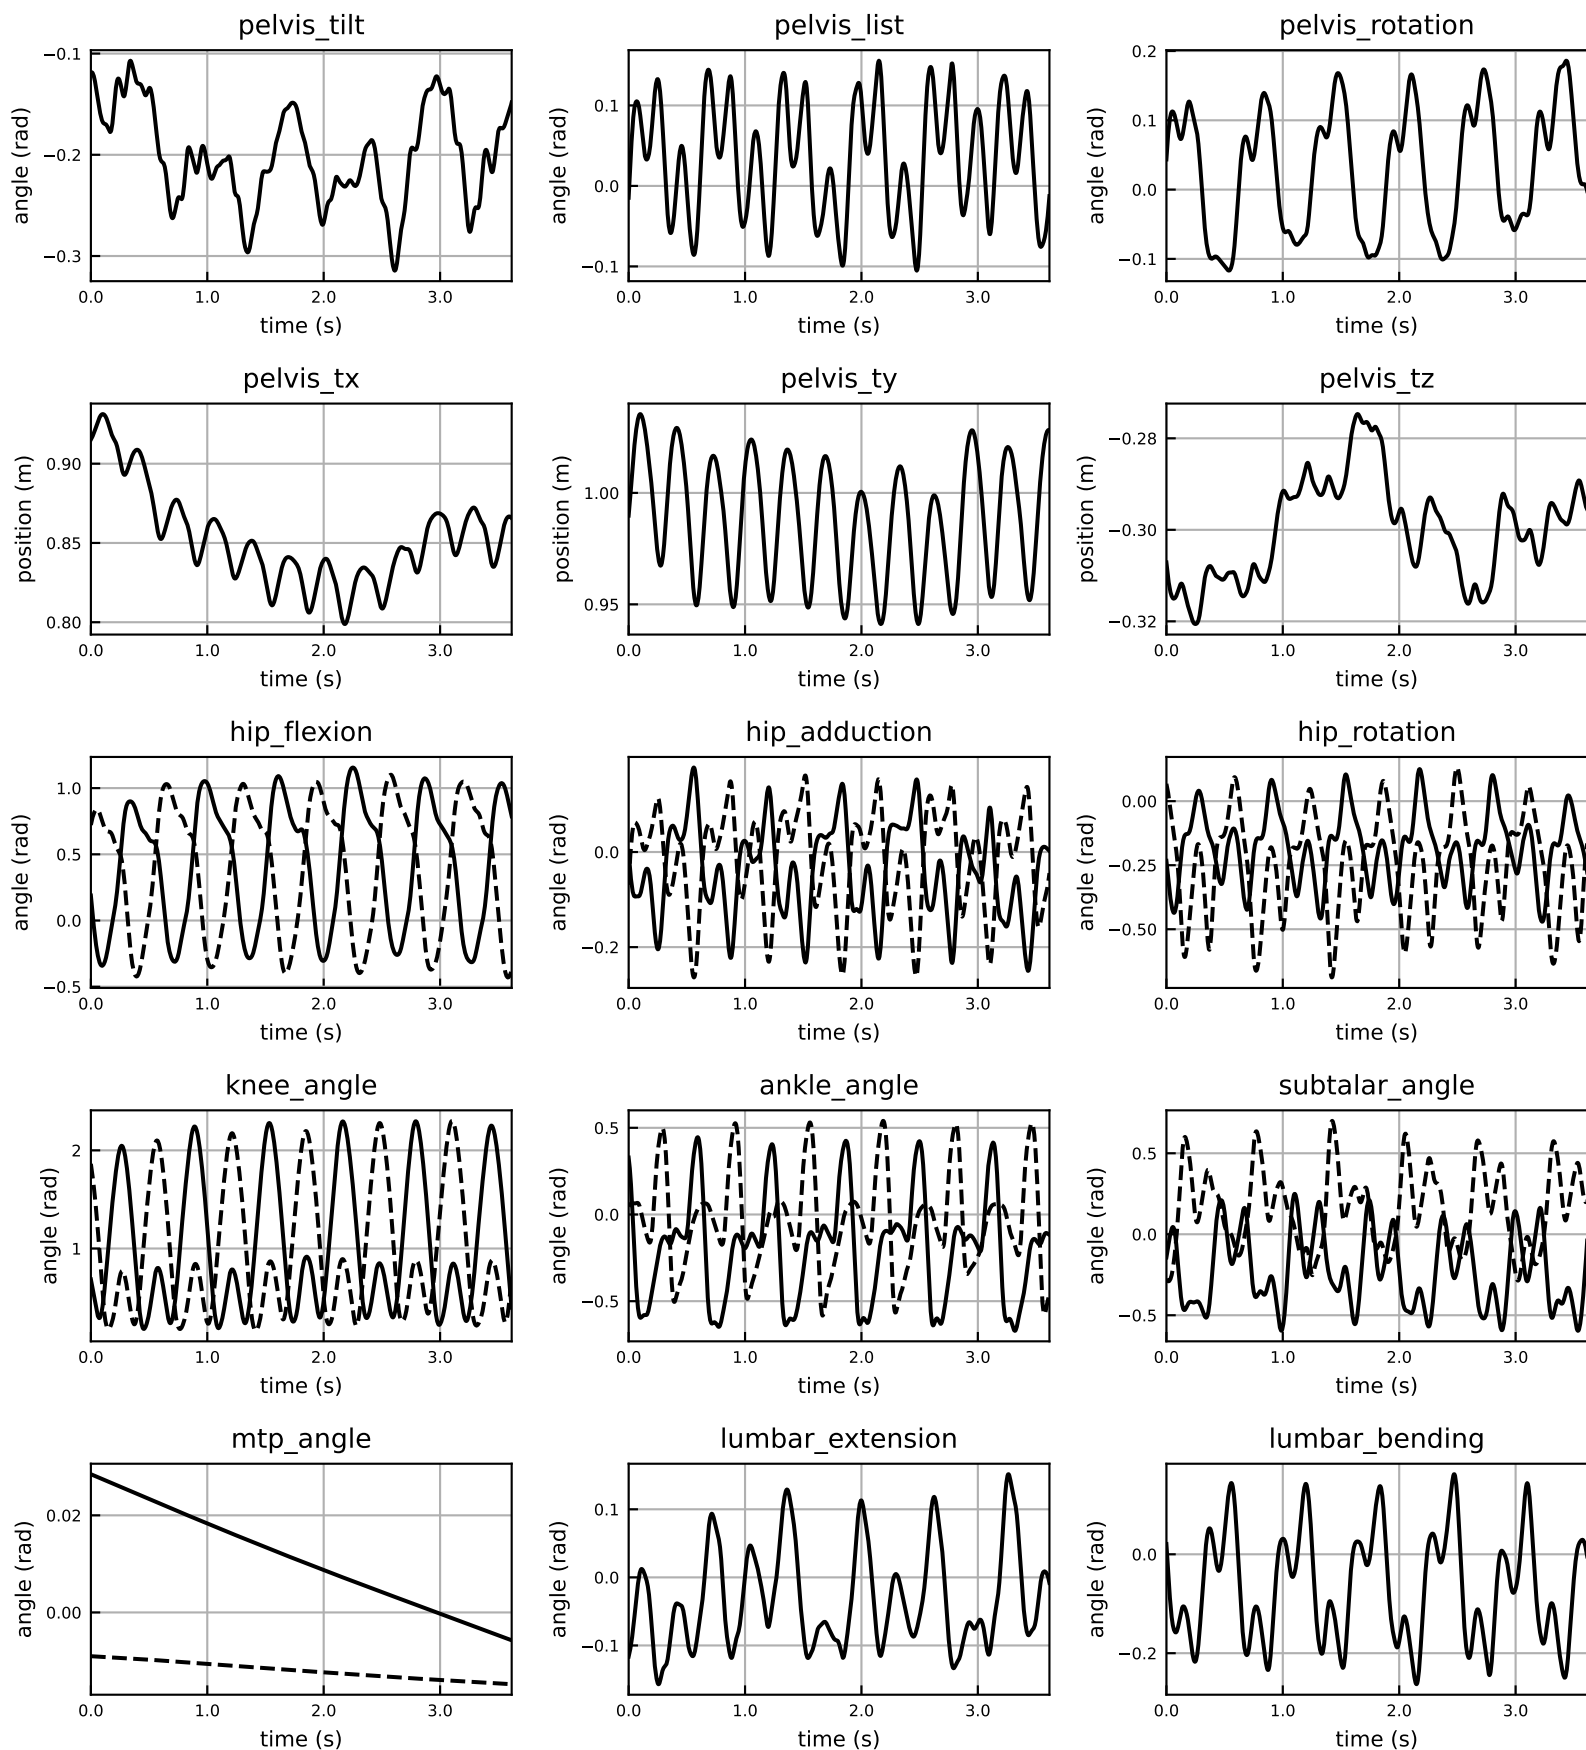 pelvis_tilt
angle (rad)
−0.1
−0.2
−0.3
0.0 1.0 2.0 3.0
time (s)
pelvis_list
angle (rad)
0.1
0.0
−0.1
0.0 1.0 2.0 3.0
time (s)
pelvis_rotation
angle (rad)
0.2
0.1
0.0
−0.1
0.0 1.0 2.0 3.0
time (s)
pelvis_tx
position (m)
0.90
0.85
0.80
0.0 1.0 2.0 3.0
time (s)
pelvis_ty
position (m)
1.00
0.95
0.0 1.0 2.0 3.0
time (s)
pelvis_tz
position (m)
−0.28
−0.30
−0.32
0.0 1.0 2.0 3.0
time (s)
hip_flexion
angle (rad)
1.0
0.5
0.0
−0.5
0.0 1.0 2.0 3.0
time (s)
hip_adduction
angle (rad)
0.0
−0.2
0.0 1.0 2.0 3.0
time (s)
hip_rotation
angle (rad)
0.00
−0.25
−0.50
0.0 1.0 2.0 3.0
time (s)
knee_angle
angle (rad)
2
1
0.0 1.0 2.0 3.0
time (s)
ankle_angle
angle (rad)
0.5
0.0
−0.5
0.0 1.0 2.0 3.0
time (s)
subtalar_angle
angle (rad)
0.5
0.0
−0.5
0.0 1.0 2.0 3.0
time (s)
mtp_angle
angle (rad)
0.02
0.00
0.0 1.0 2.0 3.0
time (s)
lumbar_extension
angle (rad)
0.1
0.0
−0.1
0.0 1.0 2.0 3.0
time (s)
lumbar_bending
angle (rad)
0.0
−0.2
0.0 1.0 2.0 3.0
time (s)